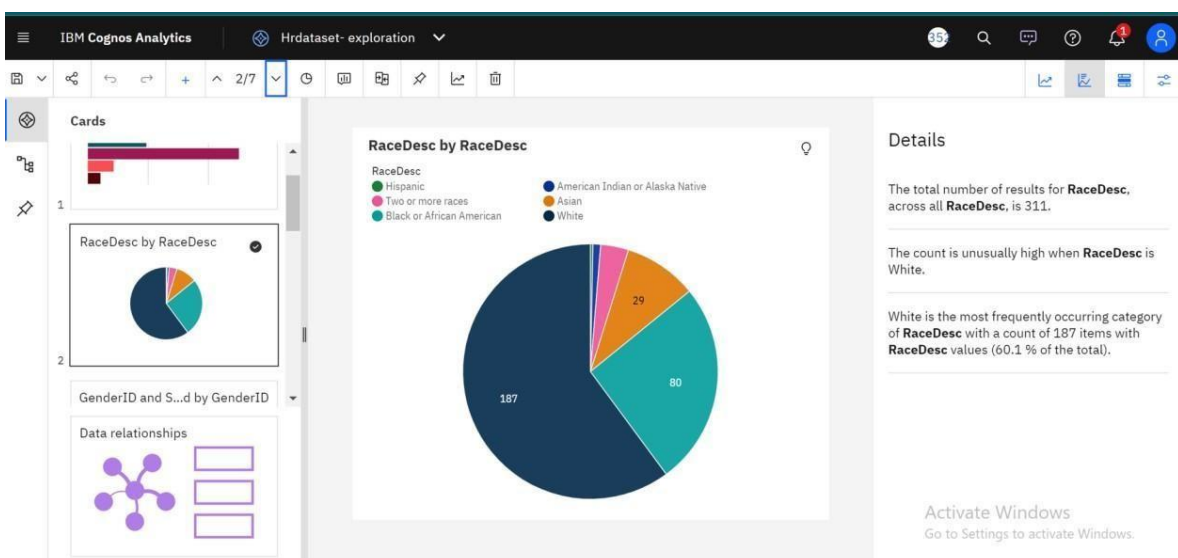 IBM Cognos Analytics
Hrdataset- exploration
352
1
2/7
Cards
1
RaceDesc by RaceDesc
2
GenderID and S...d by GenderID
Data relationships
RaceDesc by RaceDesc
RaceDesc
Hispanic
American Indian or Alaska Native
Two or more races
Asian
Black or African American
White
29
80
187
Details
The total number of results for RaceDesc,
across all RaceDesc, is 311.
The count is unusually high when RaceDesc is
White.
White is the most frequently occurring category
of RaceDesc with a count of 187 items with
RaceDesc values (60.1 % of the total).
Activate Windows
Go to Settings to activate Windows.